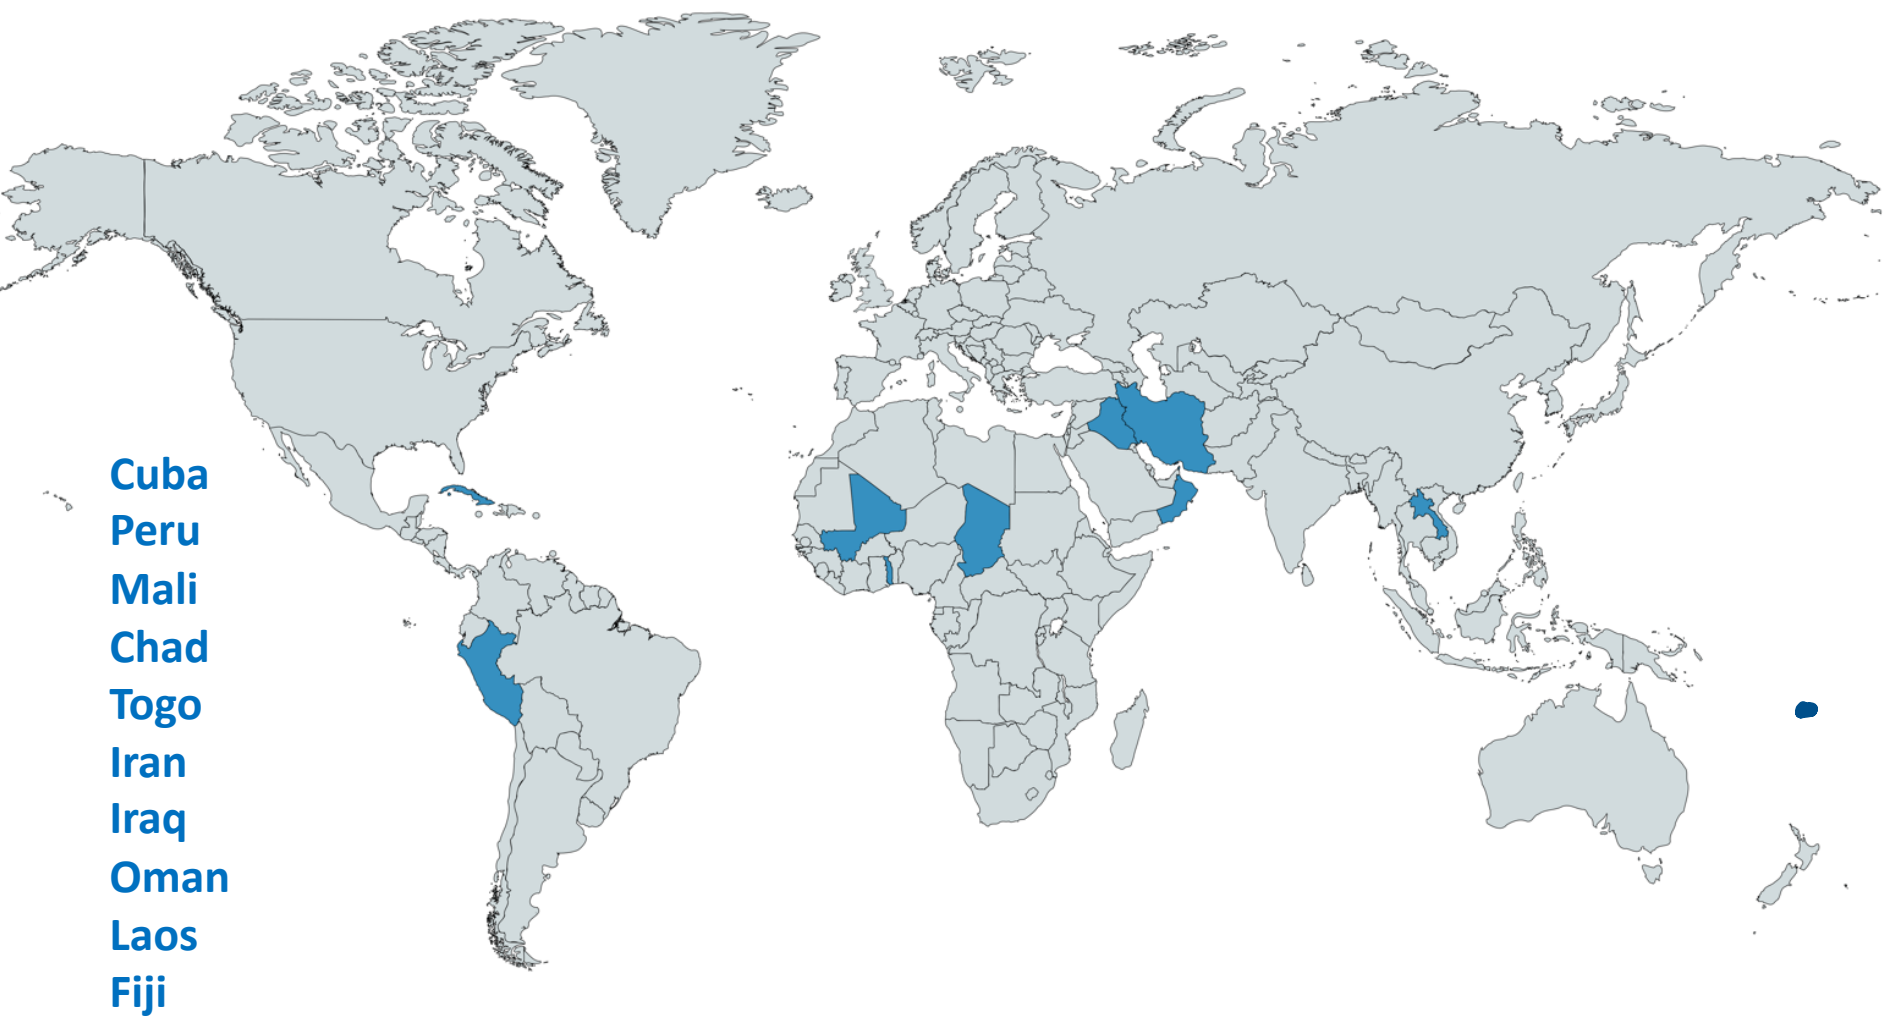 Cuba
Peru
Mali
Chad
Togo
Iran
Iraq
Oman
Laos
Fiji